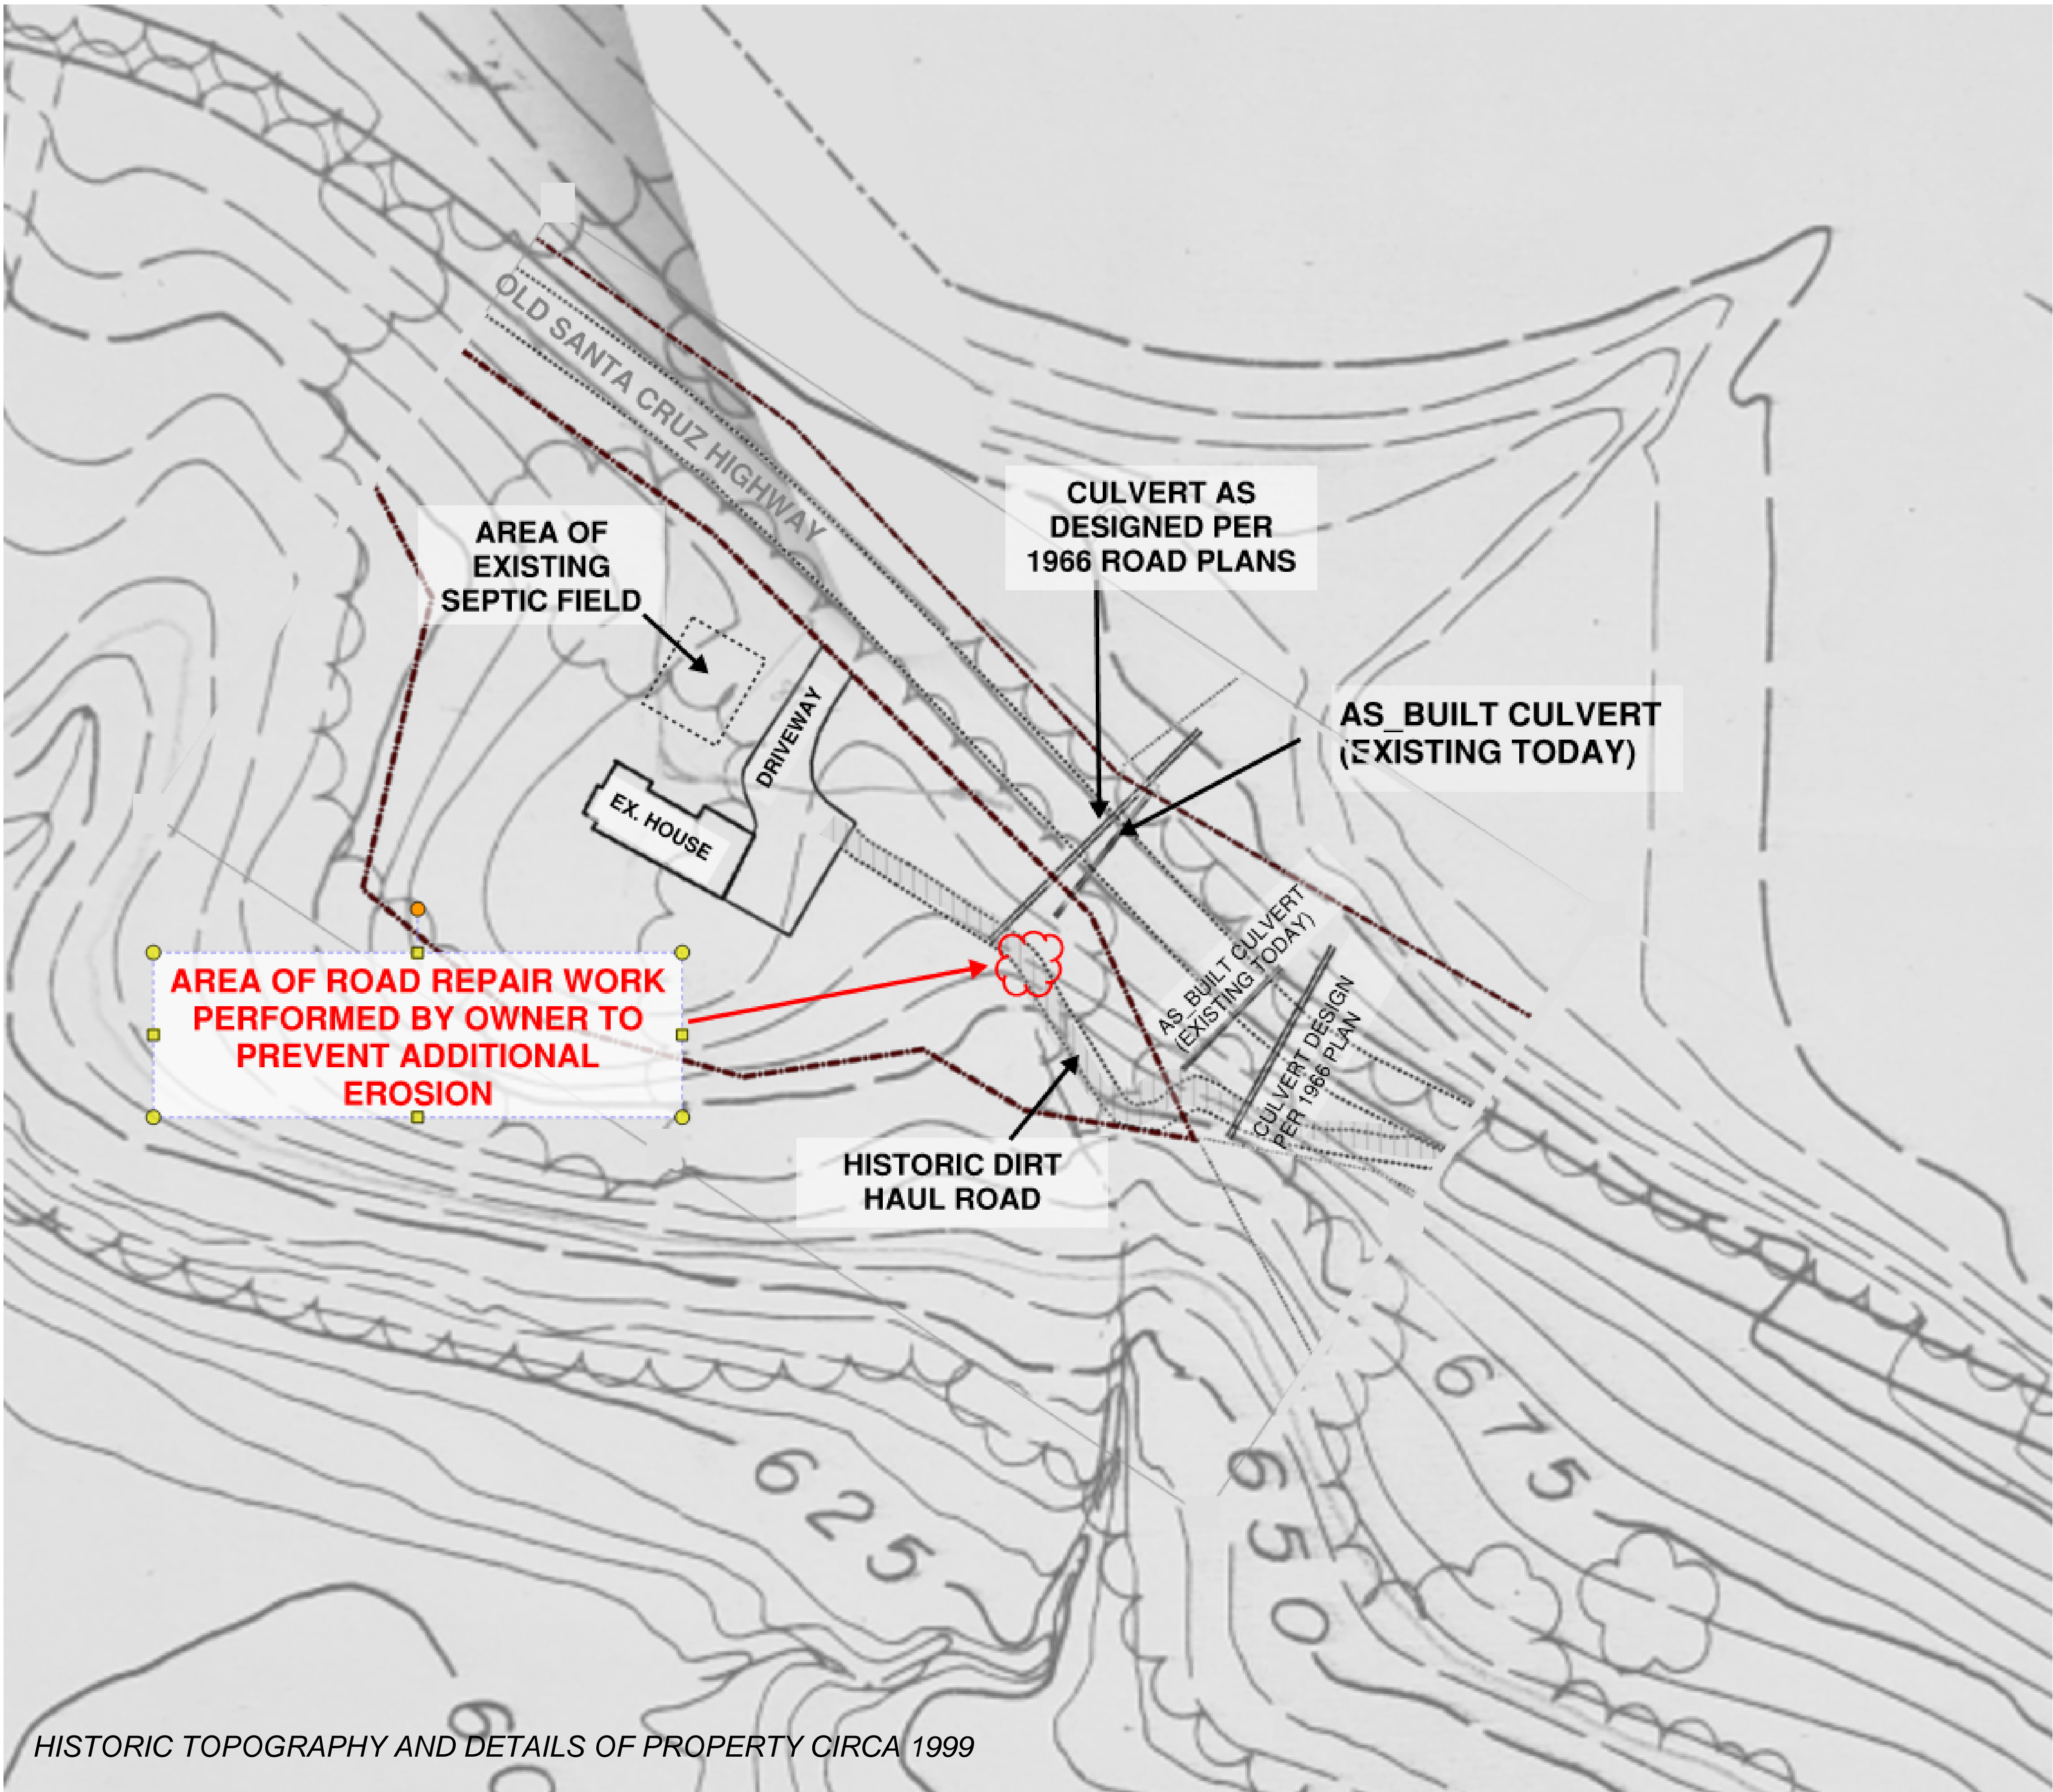 OLD SANTA CRUZ HIGHWAY
CULVERT AS
DESIGNED PER
1966 ROAD PLANS
AREA OF
EXISTING
SEPTIC FIELD
AS_BUILT CULVERT
(EXISTING TODAY)
DRIVEWAY
EX. HOUSE
AS_BUILT CULVERT
(EXISTING TODAY)
CULVERT DESIGN
PER 1966 PLAN
AREA OF ROAD REPAIR WORK
PERFORMED BY OWNER TO
PREVENT ADDITIONAL
EROSION
HISTORIC DIRT
HAUL ROAD
675
625
650
60
HISTORIC TOPOGRAPHY AND DETAILS OF PROPERTY CIRCA 1999